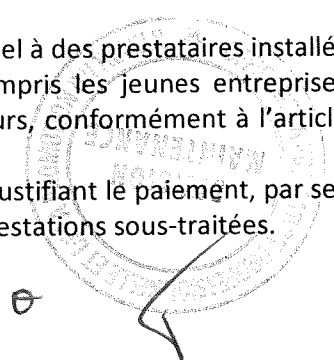 el à des prestataires installé
mpris les jeunes entreprise
urs, conformément à l'articl
ustifiant le paiement, par se
estations sous-traitées.
MAINTENANCE